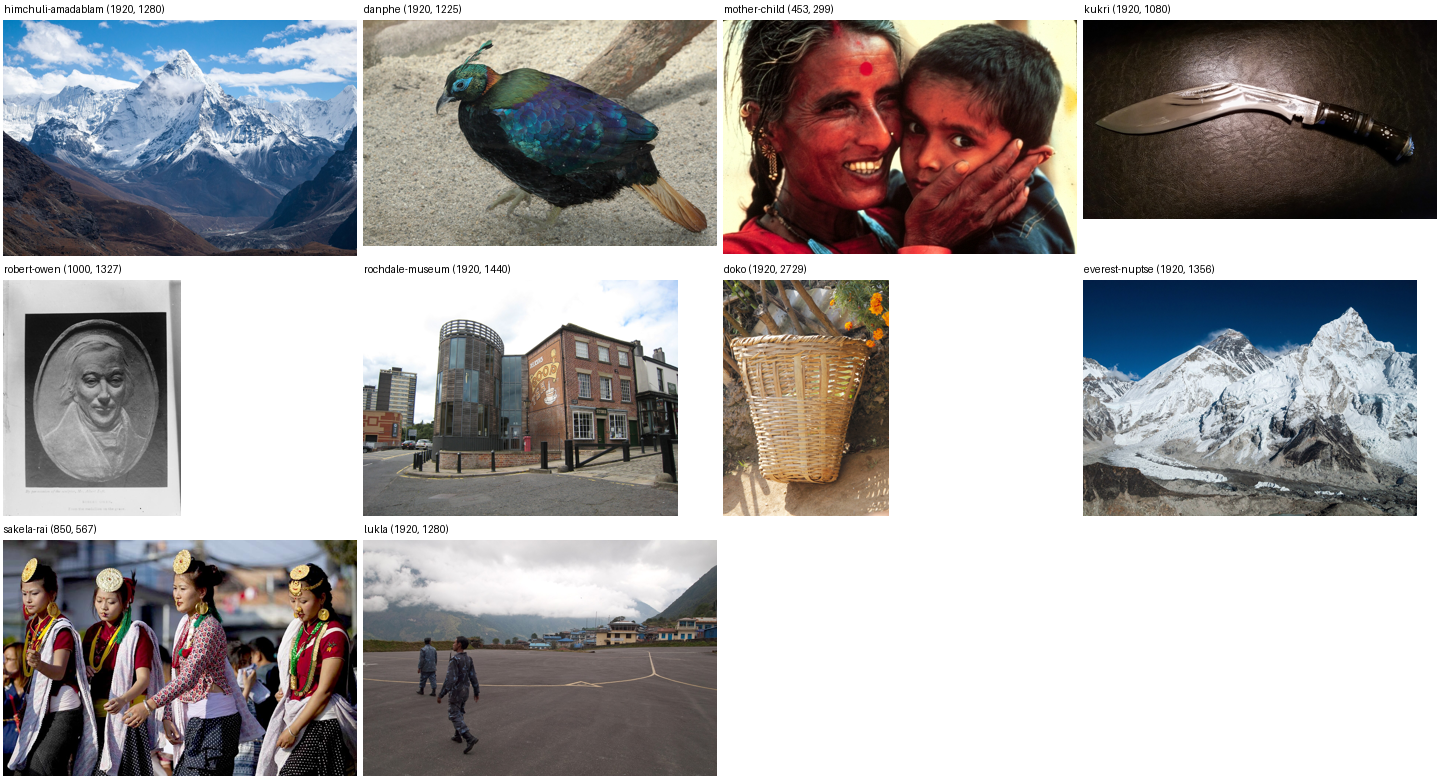 himchuli-amadablam (1920, 1280)
danphe (1920, 1225)
mother-child (453, 299)
kukri (1920, 1080)
robert-owen (1000, 1327)
rochdale-museum (1920, 1440)
doko (1920, 2729)
everest-nuptse (1920, 1356)
sakela-rai (850, 567)
lukla (1920, 1280)